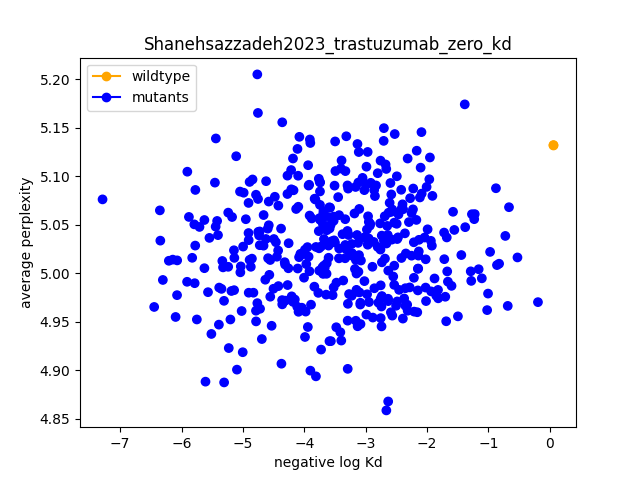 Shanehsazzadeh2023_trastuzumab_zero_kd
wildtype
mutants
5.20
5.15
5.10
5.05
5.00
4.95
4.90
4.85
average perplexity
−7 −6 −5 −4 −3 −2 −1 0
negative log Kd